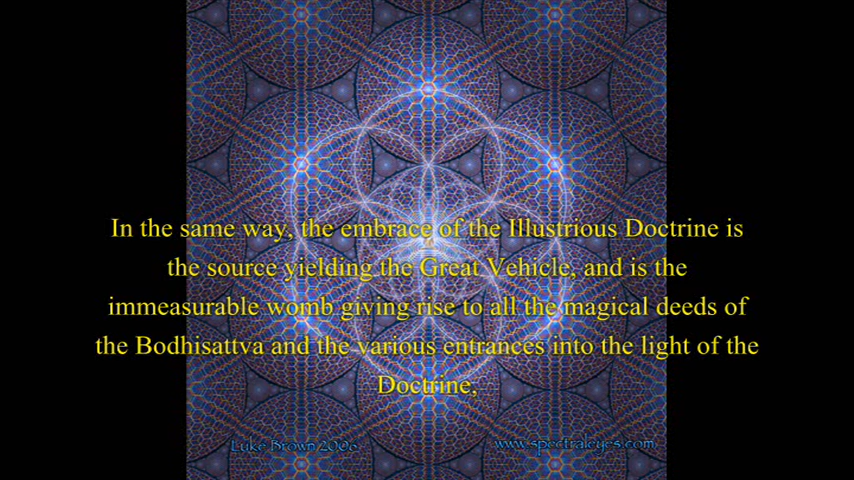 In the same way, the embrace of the Illustrious Doctrine is
the source yielding the Great Vehicle, and is the
immeasurable womb giving rise to all the magical deeds of
the Bodhisattva and the various entrances into the light of the
Doctrine,
Luke Brown 2006 www.spectraleyes.com